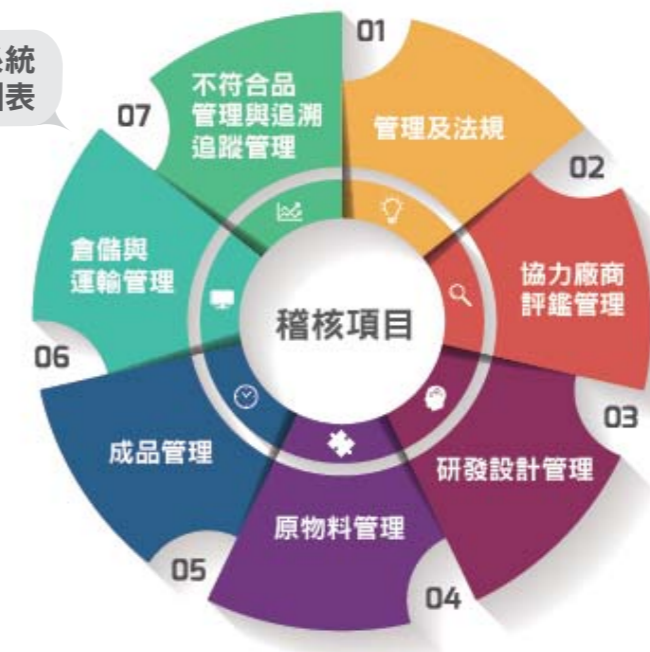 統
表
01
管理及法規
02
協力廠商
評鑑管理
03
研發設計管理
04
原物料管理
05
成品管理
06
倉儲與
運輸管理
07
不符合品
管理與追溯
追蹤管理
稽核項目